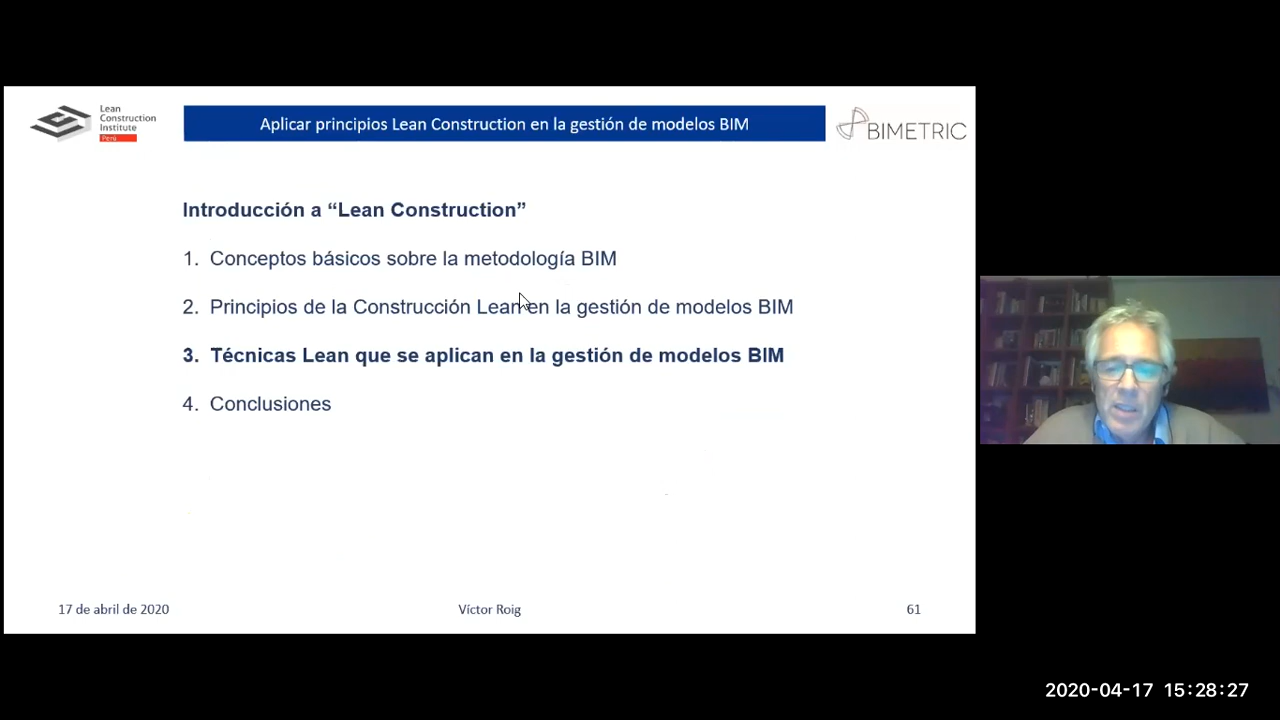 Lean
Construction
Institute
Perú
Aplicar principios Lean Construction en la gestión de modelos BIM
BIMETRIC
Introducción a “Lean Construction”
1. Conceptos básicos sobre la metodología BIM
2. Principios de la Construcción Lean en la gestión de modelos BIM
3. Técnicas Lean que se aplican en la gestión de modelos BIM
4. Conclusiones
17 de abril de 2020
Víctor Roig
61
2020-04-17 15:28:27